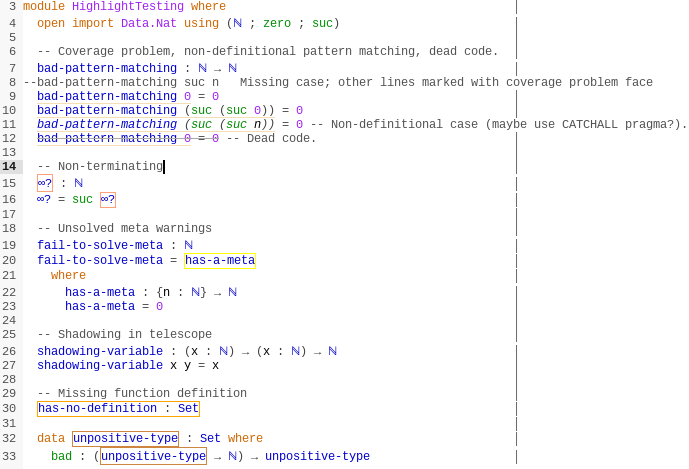 3 module HighlightTesting where
4   open import Data.Nat using (ℕ ; zero ; suc)
5
6   -- Coverage problem, non-definitional pattern matching, dead code.
7   bad-pattern-matching : ℕ → ℕ
8 --bad-pattern-matching suc n   Missing case; other lines marked with coverage problem face
9   bad-pattern-matching 0 = 0
10   bad-pattern-matching (suc (suc 0)) = 0
11   bad-pattern-matching (suc (suc n)) = 0 -- Non-definitional case (maybe use CATCHALL pragma?).
12   bad-pattern-matching 0 = 0 -- Dead code.
13
14   -- Non-terminating
15   ∞? : ℕ
16   ∞? = suc ∞?
17
18   -- Unsolved meta warnings
19   fail-to-solve-meta : ℕ
20   fail-to-solve-meta = has-a-meta
21     where
22       has-a-meta : {n : ℕ} → ℕ
23       has-a-meta = 0
24
25   -- Shadowing in telescope
26   shadowing-variable : (x : ℕ) → (x : ℕ) → ℕ
27   shadowing-variable x y = x
28
29   -- Missing function definition
30   has-no-definition : Set
31
32   data unpositive-type : Set where
33     bad : (unpositive-type → ℕ) → unpositive-type